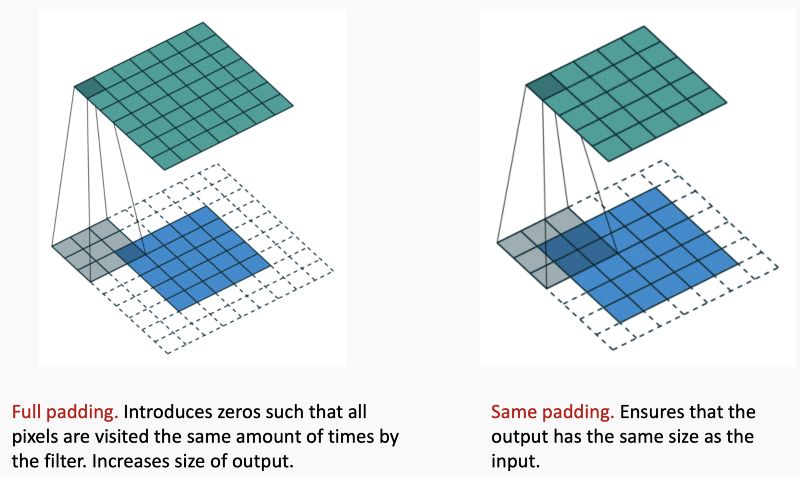 Full padding. Introduces zeros such that all
pixels are visited the same amount of times by
the filter. Increases size of output.
Same padding. Ensures that the
output has the same size as the
input.